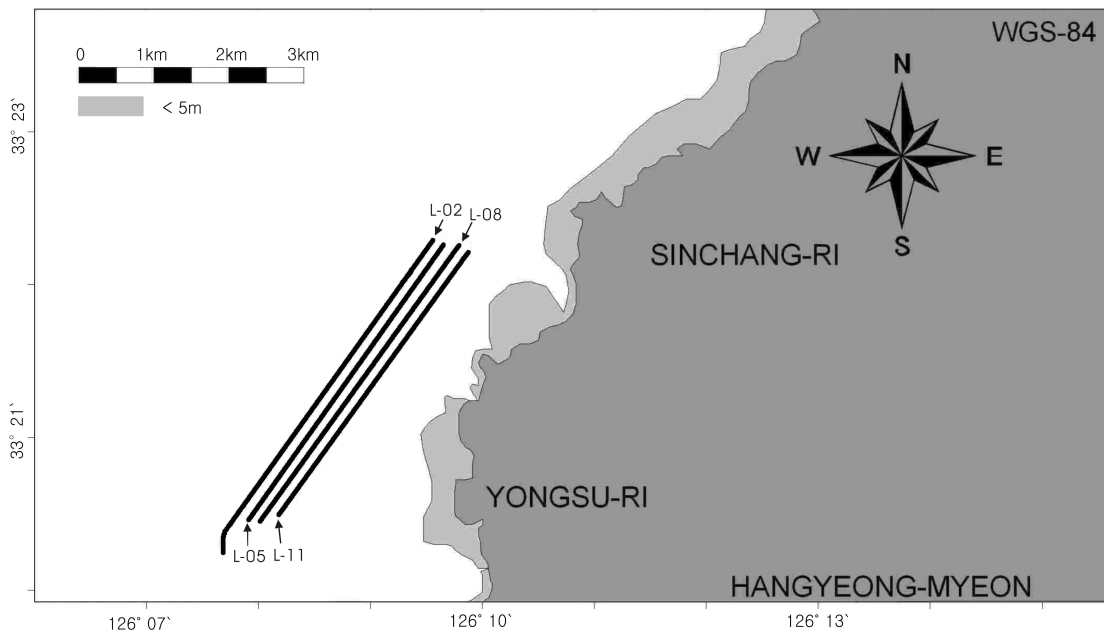 WGS-84
0 1km 2km 3km
< 5m
N
W E
S
33° 23`
33° 21`
L-02
L-08
SINCHANG-RI
YONGSU-RI
L-05
L-11
HANGYEONG-MYEON
126° 07` 126° 10` 126° 13`